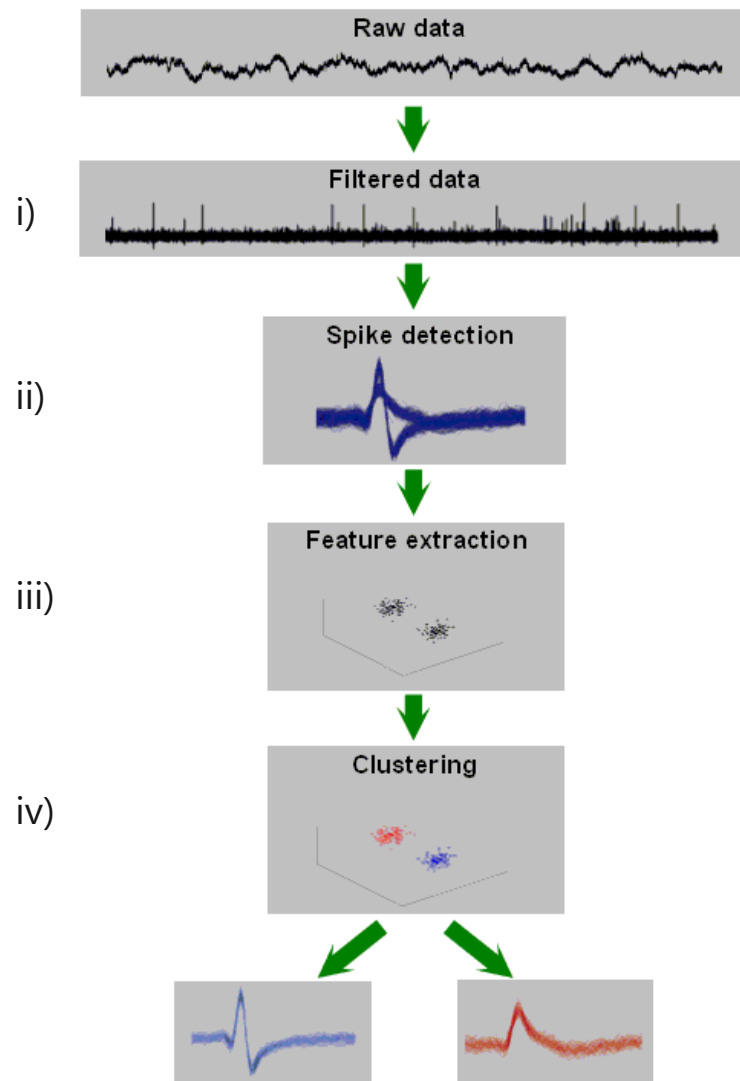 Raw data
i)
Filtered data
Spike detection
ii)
Feature extraction
iii)
Clustering
iv)